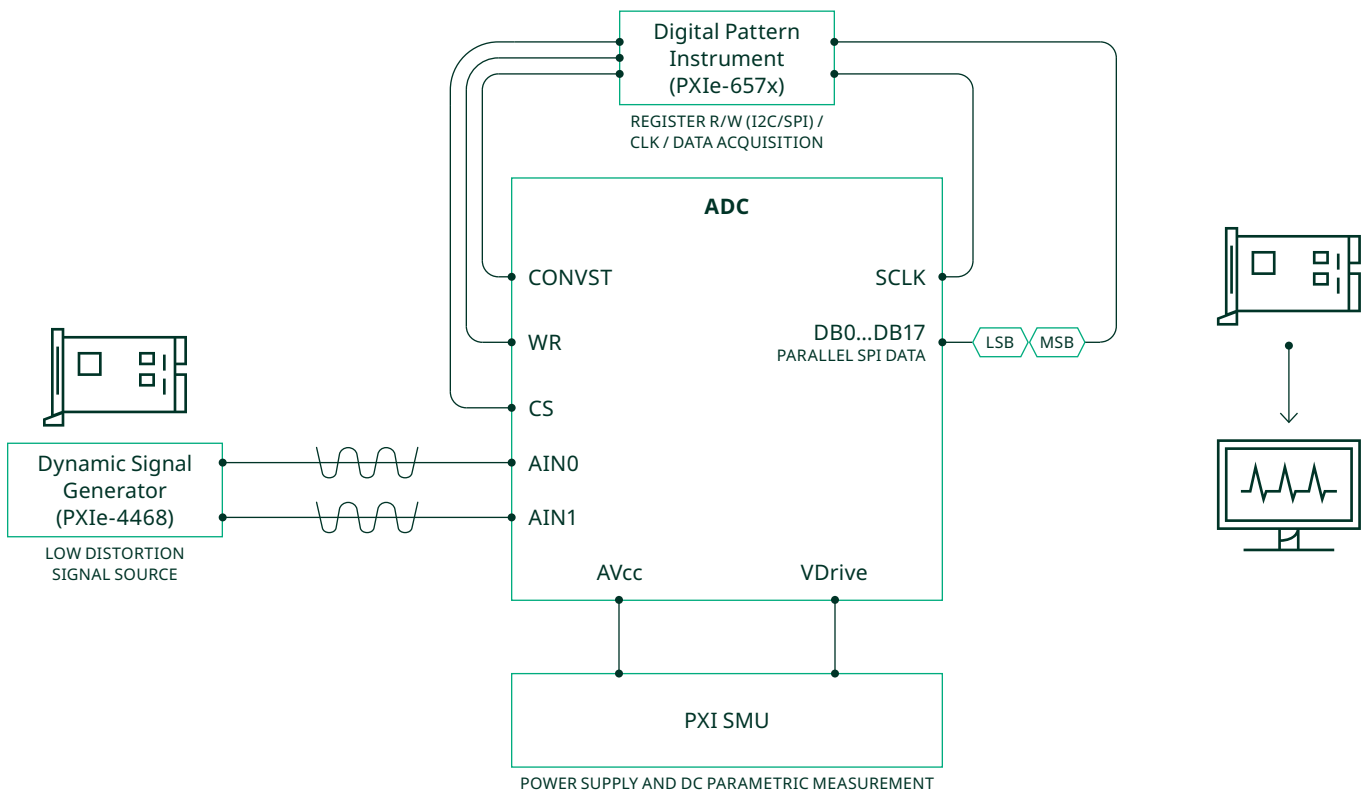 Digital Pattern
Instrument
(PXIe-657x)
REGISTER R/W (I2C/SPI) /
CLK / DATA ACQUISITION
ADC
CONVST
SCLK
WR
DB0...DB17
PARALLEL SPI DATA
LSB
MSB
CS
Dynamic Signal
Generator
(PXIe-4468)
LOW DISTORTION
SIGNAL SOURCE
AIN0
AIN1
AVcc
VDrive
PXI SMU
POWER SUPPLY AND DC PARAMETRIC MEASUREMENT